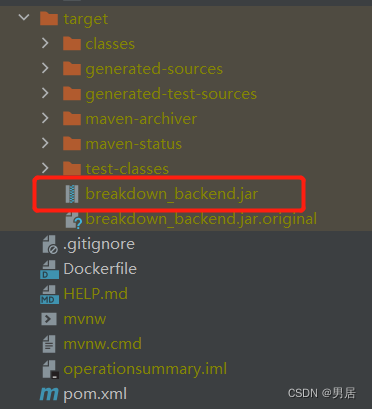 target
classes
generated-sources
generated-test-sources
maven-archiver
maven-status
test-classes
breakdown_backend.jar
breakdown_backend.jar.original
.gitignore
Dockerfile
HELP.md
mvnw
mvnw.cmd
operationsummary.iml
pom.xml
CSDN @男居